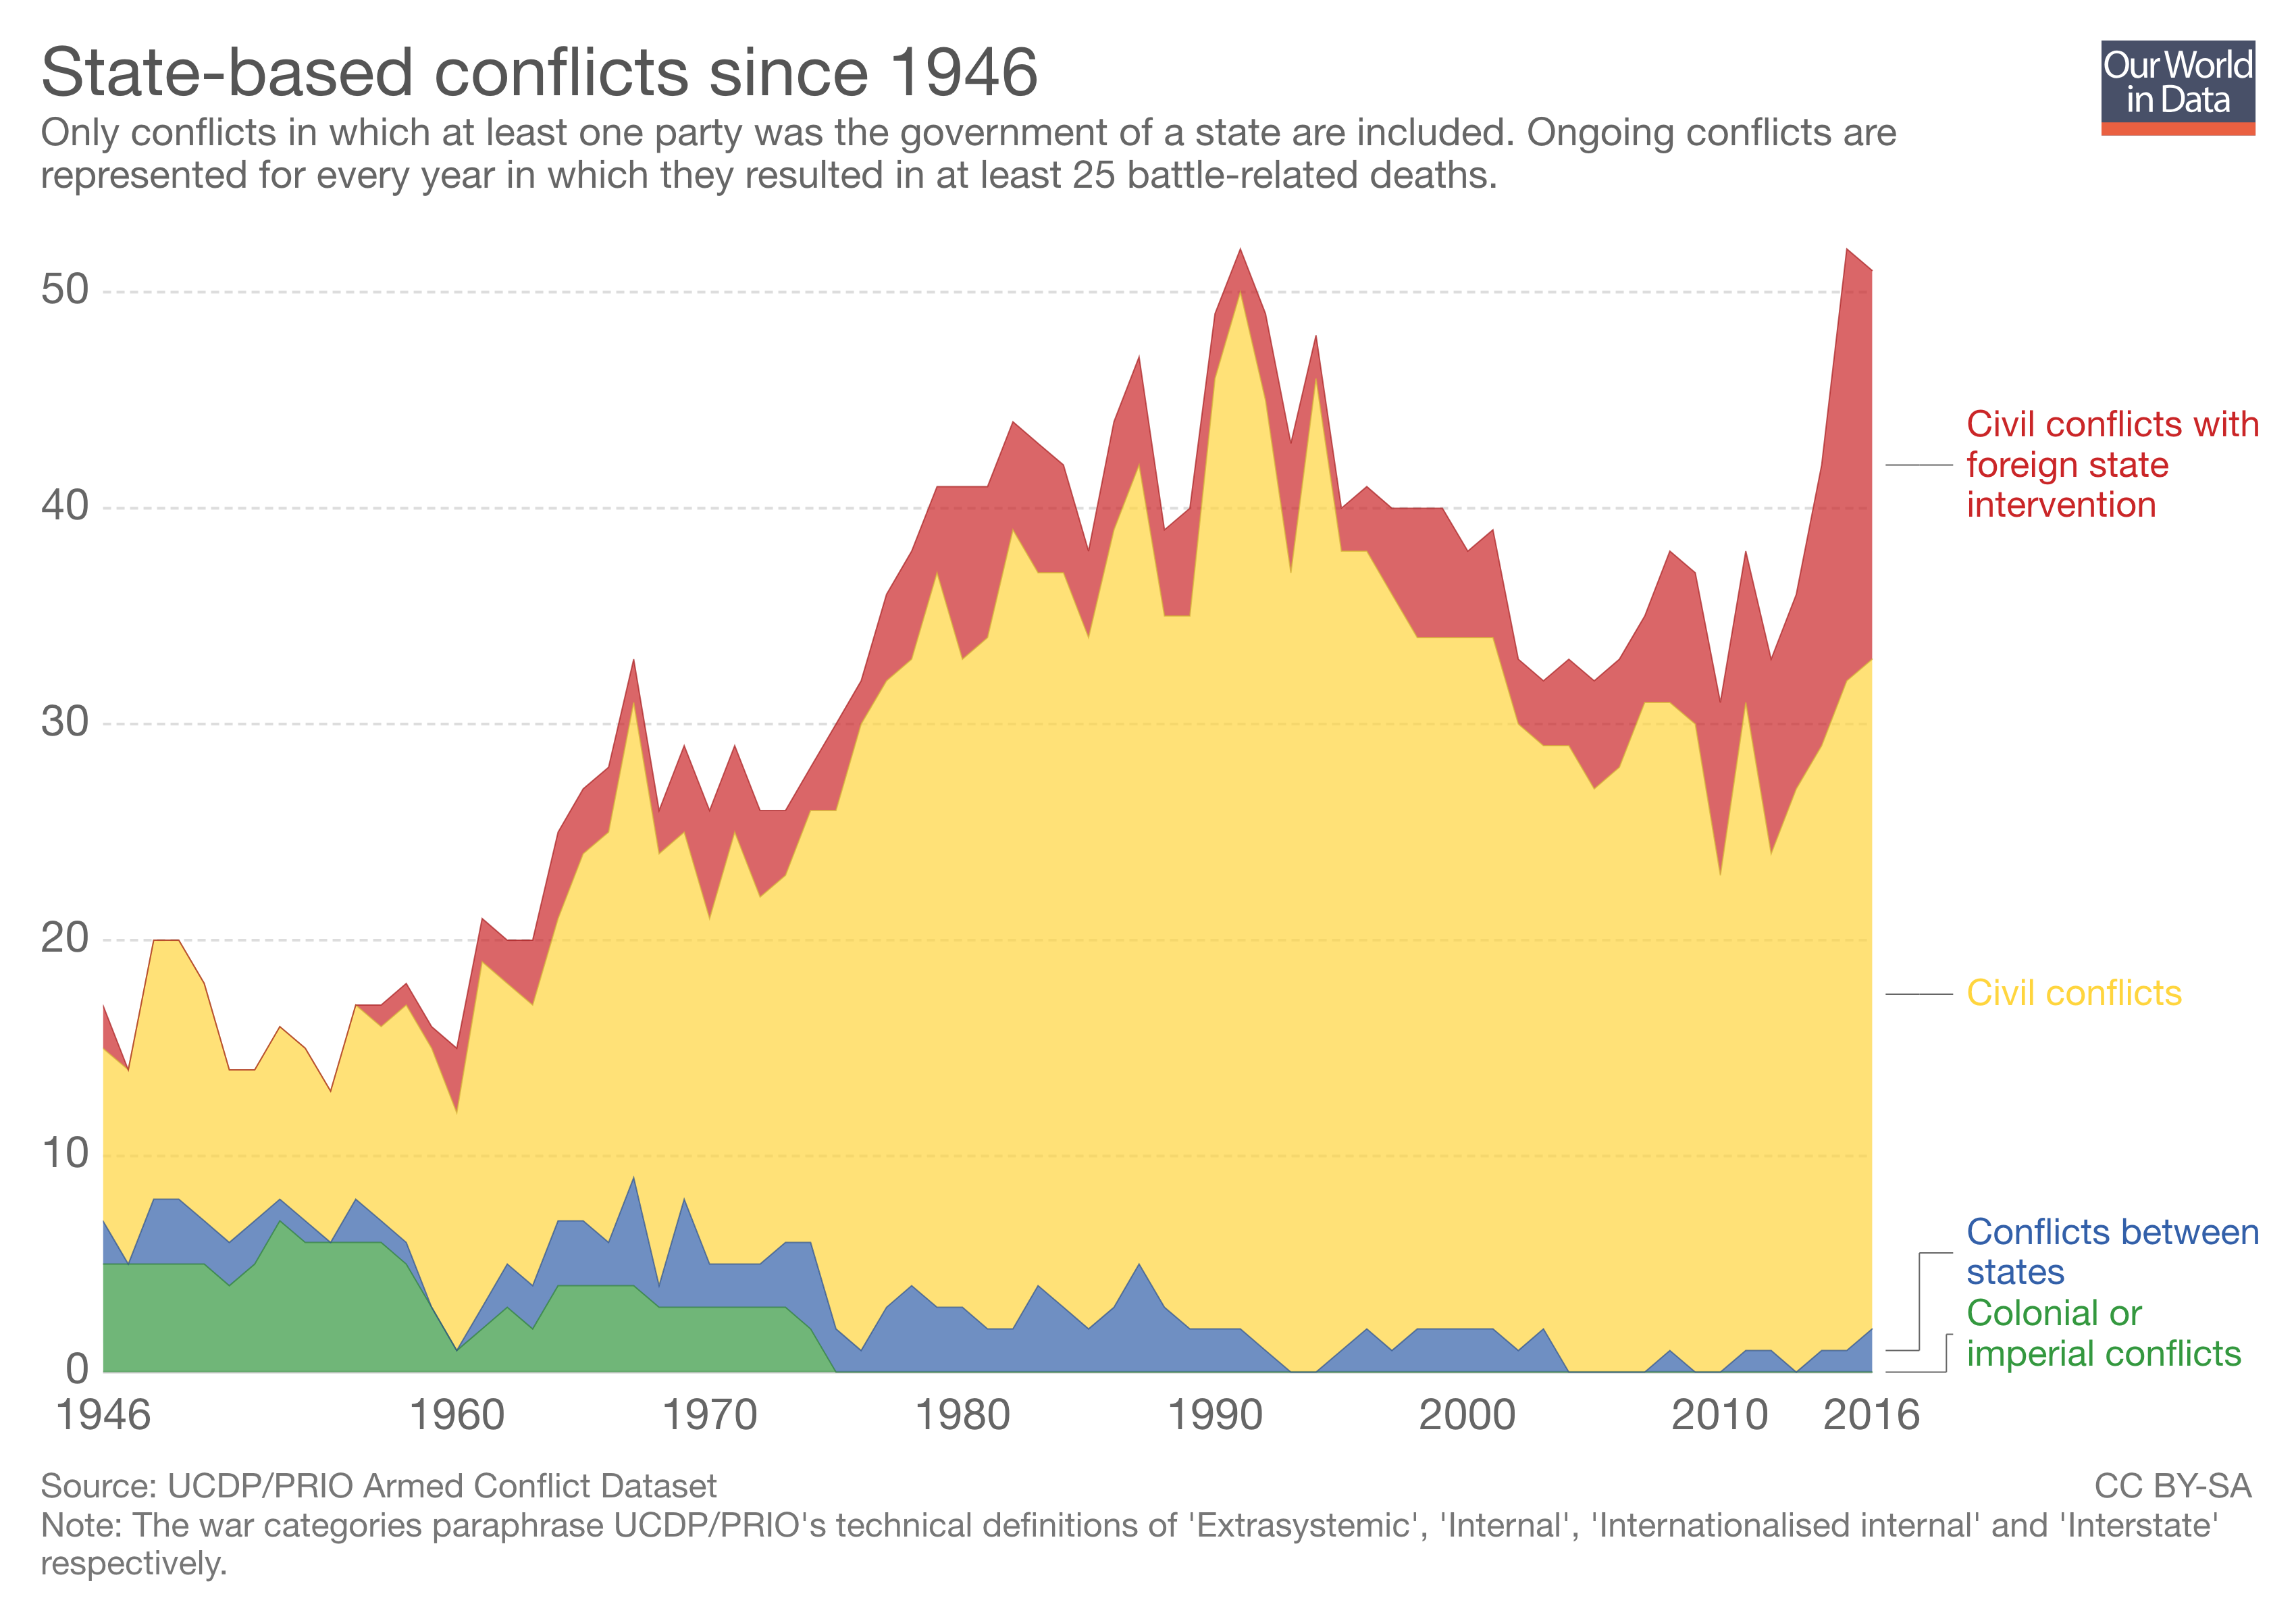 State-based conflicts since 1946
Only conflicts in which at least one party was the government of a state are included. Ongoing conflicts are
represented for every year in which they resulted in at least 25 battle-related deaths.
Our World
in Data
50
40
30
20
10
0
Civil conflicts with
foreign state
intervention
Civil conflicts
Conflicts between
states
Colonial or
imperial conflicts
1946 1960 1970 1980 1990 2000 2010 2016
Source: UCDP/PRIO Armed Conflict Dataset
CC BY-SA
Note: The war categories paraphrase UCDP/PRIO's technical definitions of 'Extrasystemic', 'Internal', 'Internationalised internal' and 'Interstate'
respectively.